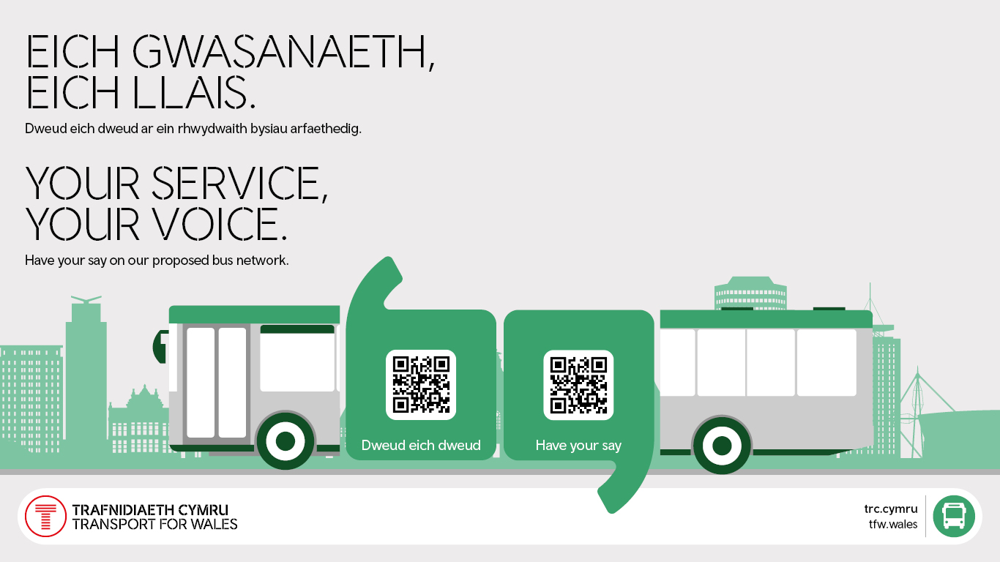 EICH GWASANAETH,
EICH LLAIS.
Dweud eich dweud ar ein rhwydwaith bysiau arfaethedig.
YOUR SERVICE,
YOUR VOICE.
Have your say on our proposed bus network.
Dweud eich dweud
Have your say
TRAFNIDIAETH CYMRU
TRANSPORT FOR WALES
trc.cymru
tfw.wales